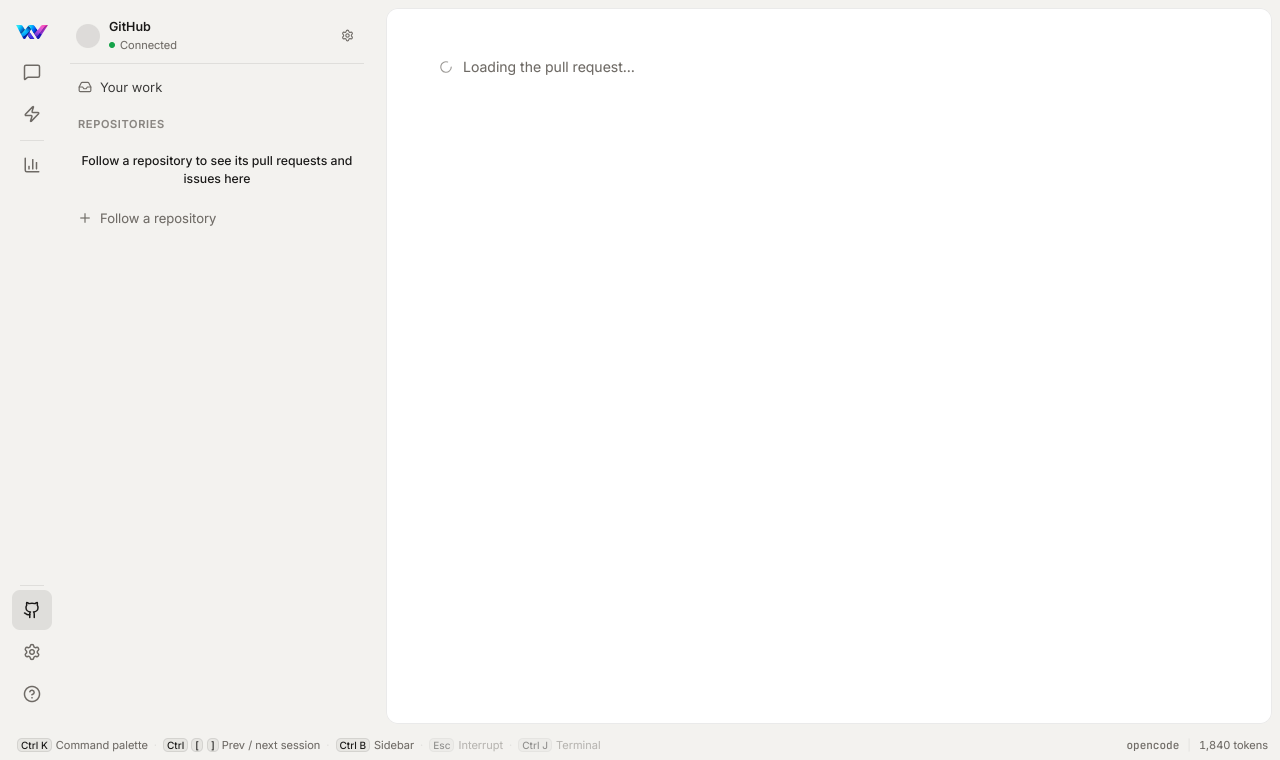 GitHub
Connected
Your work
REPOSITORIES
Follow a repository to see its pull requests and
issues here
Follow a repository
Loading the pull request...
Ctrl K Command palette · Ctrl [ ] Prev / next session · Ctrl B Sidebar · Esc Interrupt · Ctrl J Terminal
opencode 1,840 tokens